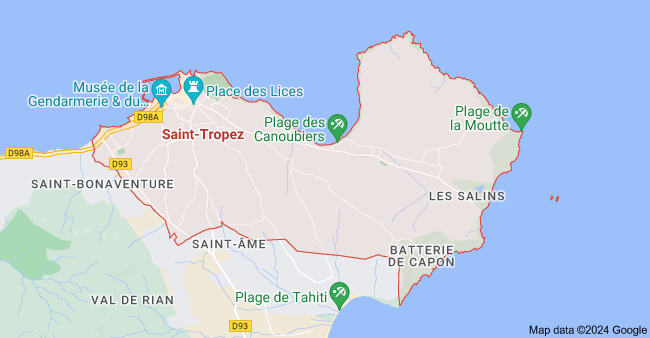 Musée de la
Gendarmerie & du...
Place des Lices
D98A
Saint-Tropez
Plage des
Canoubiers
Plage de
la Moutte
D98A
D93
SAINT-BONAVENTURE
LES SALINS
SAINT-ÂME
BATTERIE
DE CAPON
VAL DE RIAN
Plage de Tahiti
D93
Map data ©2024 Google